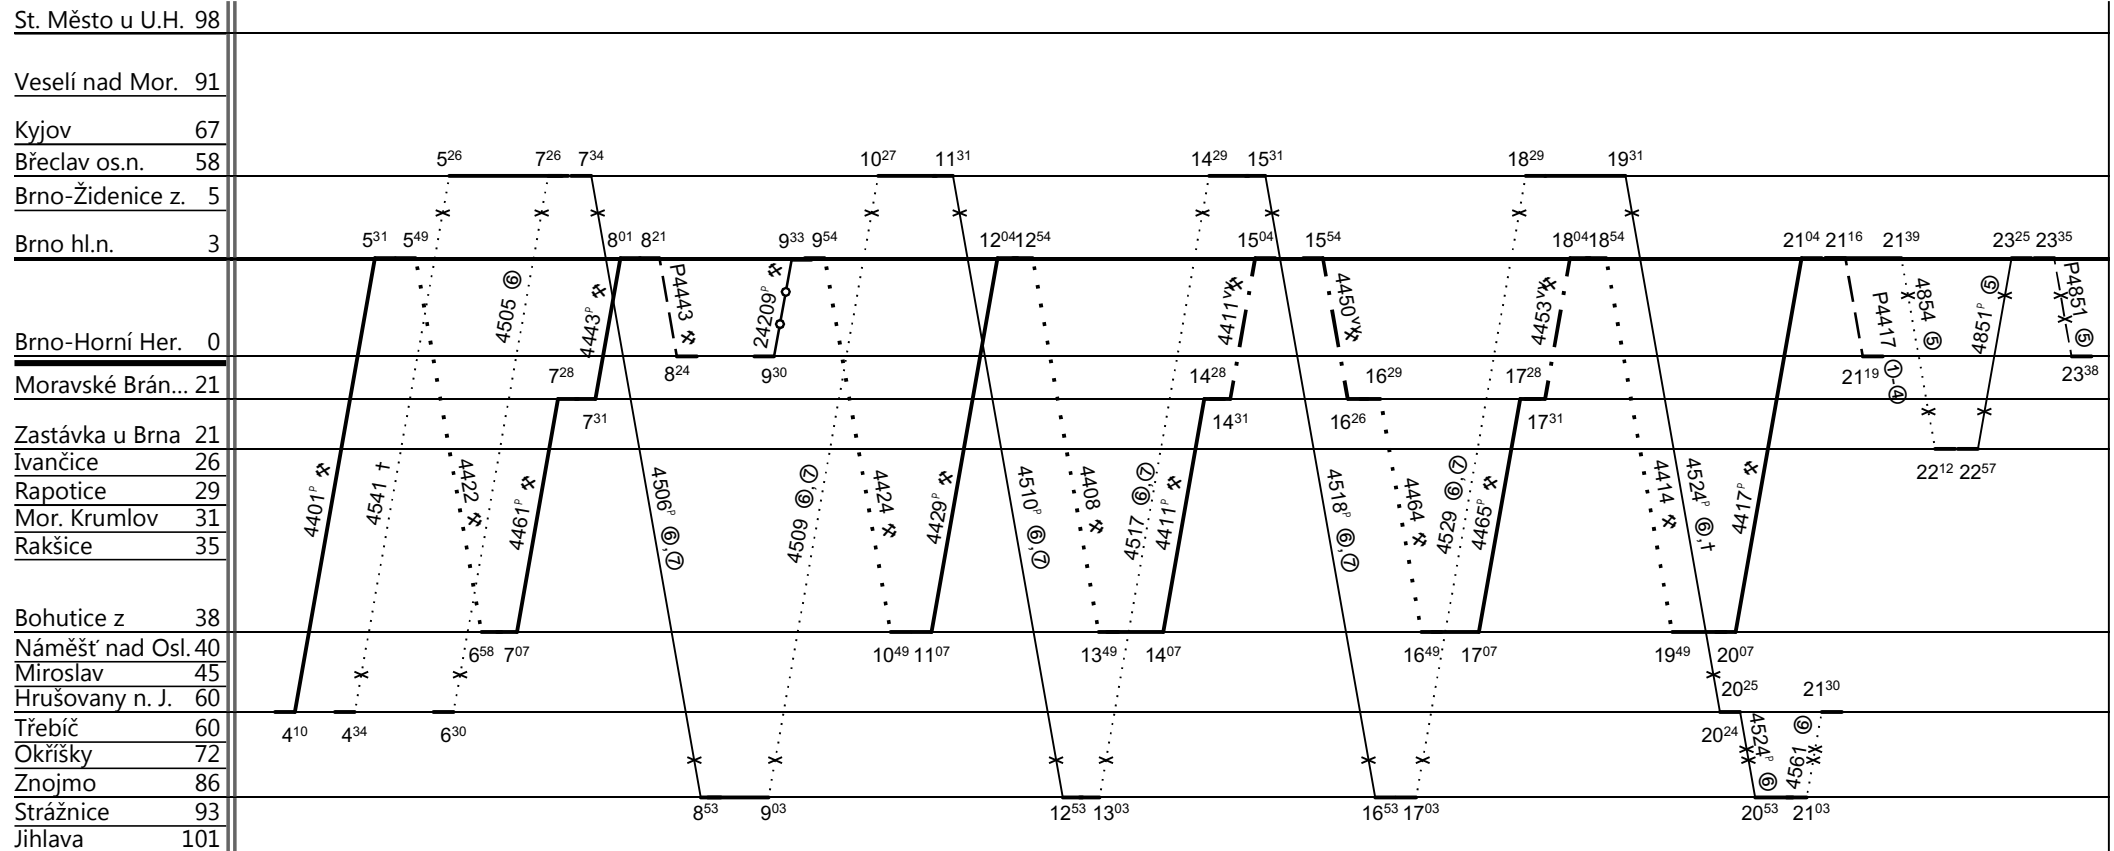 St. Město u U.H. 98
Veselí nad Mor. 91
Kyjov 67
Břeclav os.n. 58
5²⁶ 7²⁶ 7³⁴ 10²⁷ 11³¹ 14²⁹ 15³¹ 18²⁹ 19³¹
Brno-Židenice z. 5
Brno hl.n. 3
5³¹ 5⁴⁹ 8⁰¹ 8²¹ 9³³ 9⁵⁴ 12⁰⁴ 12⁵⁴ 15⁰⁴ 15⁵⁴ 18⁰⁴ 18⁵⁴ 21⁰⁴ 21¹⁶ 21³⁹ 23²⁵ 23³⁵
4505 ⑥
4443ᴾ ⚒
P4443 ⚒
24209ᴾ ⚒
4411ᵛˣ ⚒
4450ᵛˣ ⚒
4453ᵛˣ ⚒
P4417 ①-④
4854 ⑤
4851ᴾ ⑤
P4851 ⑤
Brno-Horní Her. 0
8²⁴ 9³⁰ 21¹⁹ 23³⁸
Moravské Brán... 21
7²⁸ 14²⁸ 16²⁹ 17²⁸
7³¹ 14³¹ 16²⁶ 17³¹
Zastávka u Brna 21
22¹² 22⁵⁷
Ivančice 26
Rapotice 29
Mor. Krumlov 31
Rakšice 35
4401ᴾ ⚒
4541 †
4422 ⚒
4461ᴾ ⚒
4506ᴾ ⑥,⑦
4509 ⑥,⑦
4424 ⚒
4429ᴾ ⚒
4510ᴾ ⑥,⑦
4408 ⚒
4517 ⑥,⑦
4411ᴾ ⚒
4518ᴾ ⑥,⑦
4464 ⚒
4529 ⑥,⑦
4465ᴾ ⚒
4414 ⚒
4524ᴾ ⑥,†
4417ᴾ ⚒
Bohutice z 38
6⁵⁸ 7⁰⁷ 10⁴⁹ 11⁰⁷ 13⁴⁹ 14⁰⁷ 16⁴⁹ 17⁰⁷ 19⁴⁹ 20⁰⁷
Náměšť nad Osl. 40
Miroslav 45
Hrušovany n. J. 60
20²⁵ 21³⁰
4¹⁰ 4³⁴ 6³⁰ 20²⁴
Třebíč 60
Okříšky 72
4524ᴾ ⑥
4561 ⑥
Znojmo 86
8⁵³ 9⁰³ 12⁵³ 13⁰³ 16⁵³ 17⁰³ 20⁵³ 21⁰³
Strážnice 93
Jihlava 101